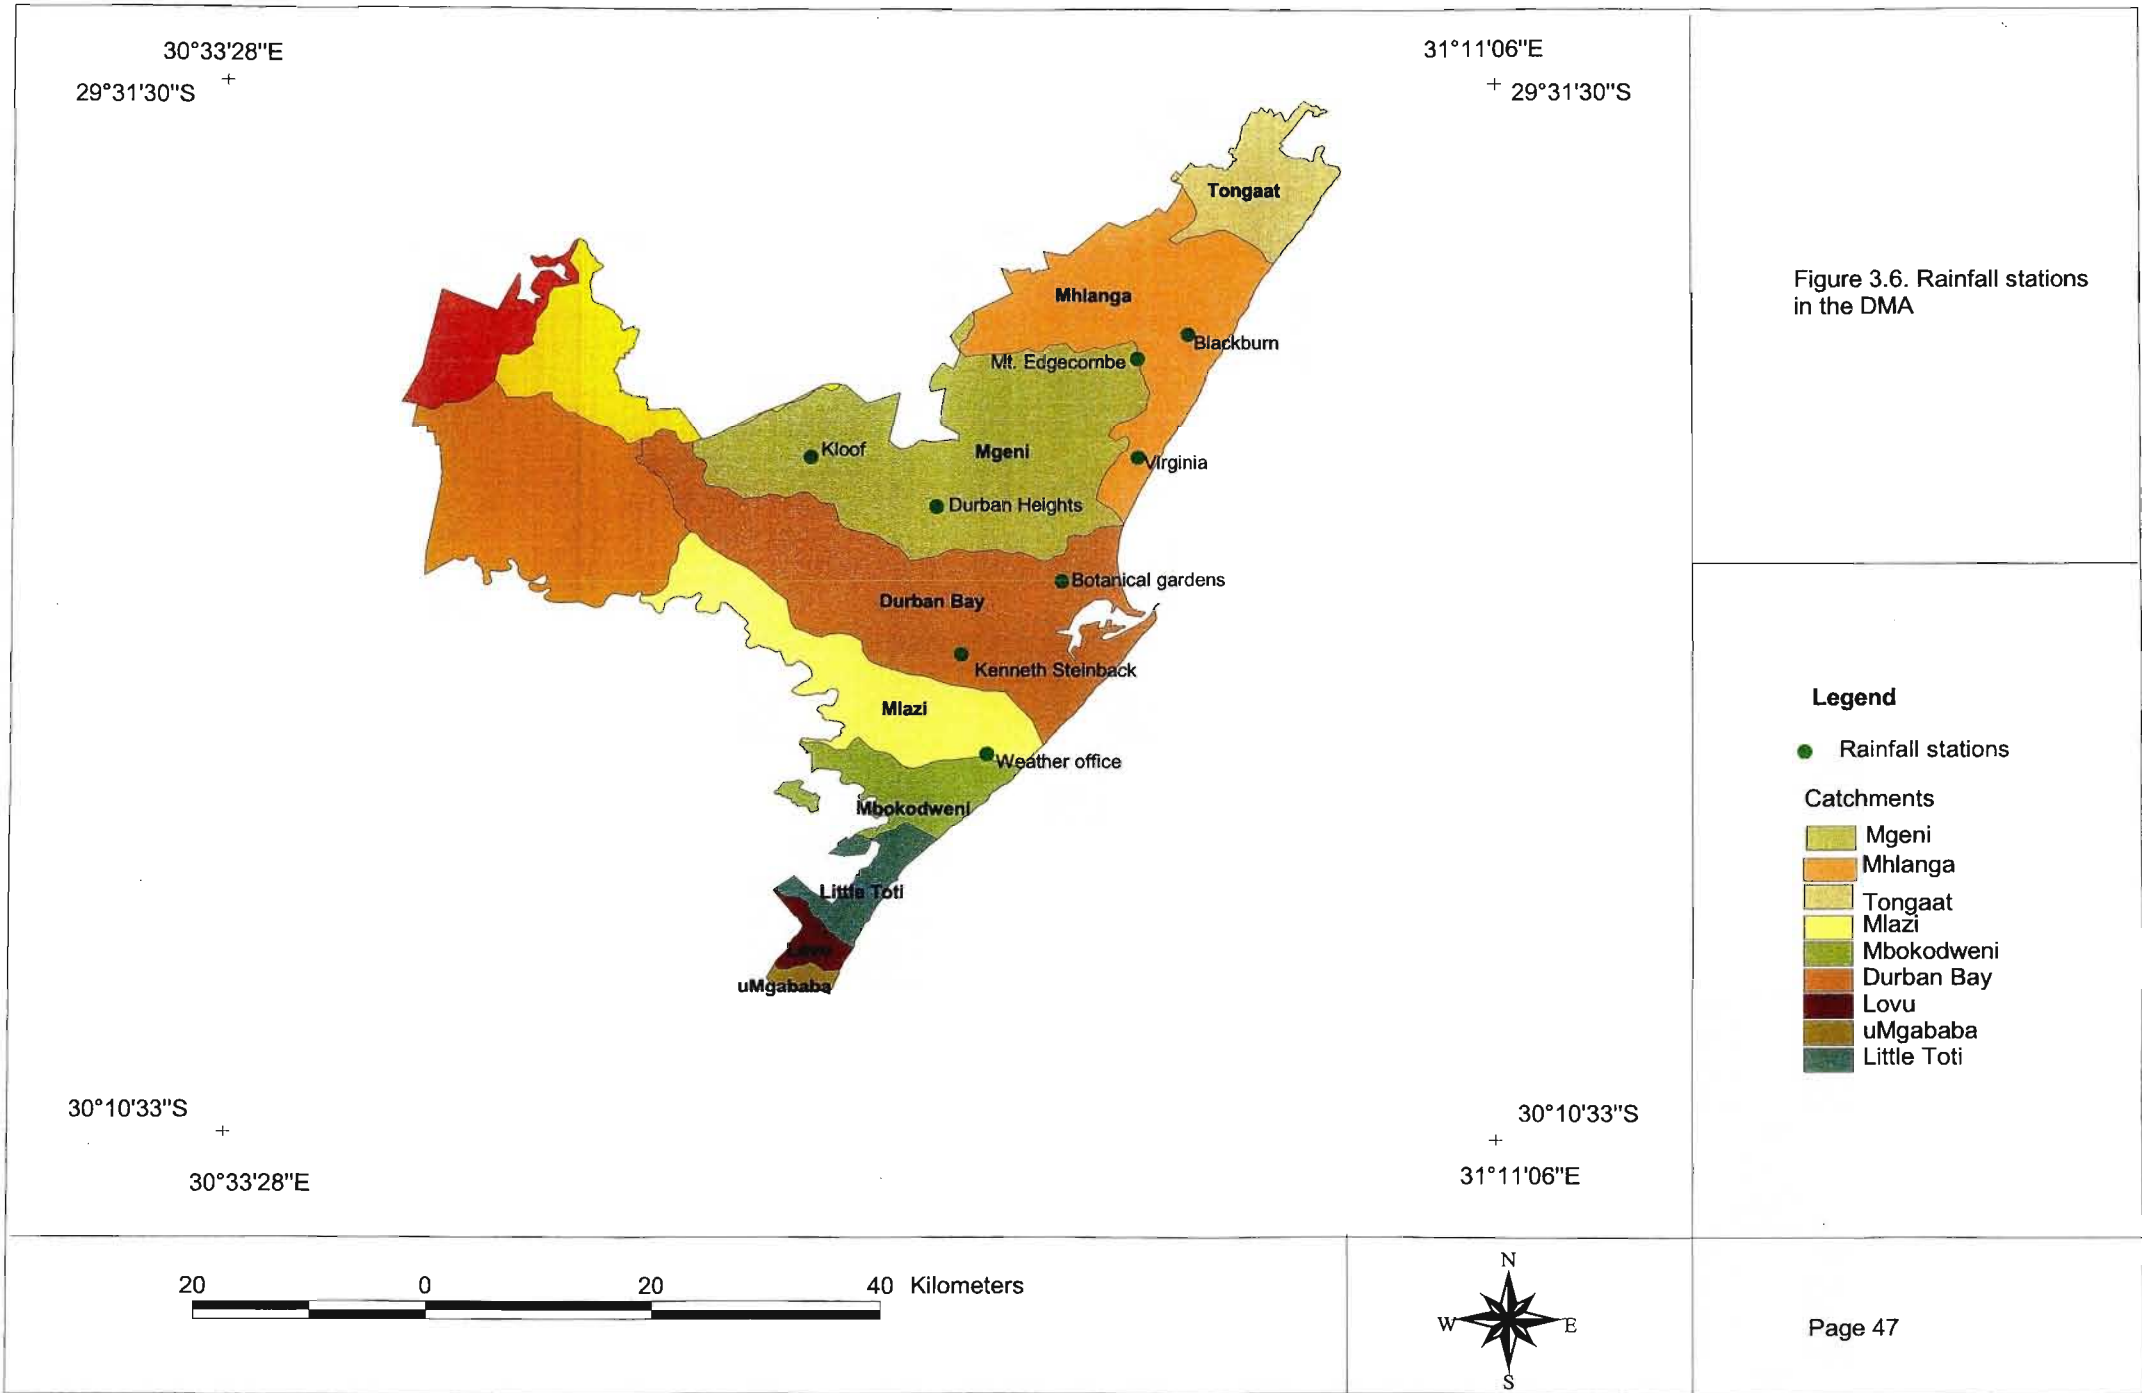 30°33'28"E
29°31'30"S
31°11'06"E
29°31'30"S
Tongaat
Mhlanga
Blackburn
Mt. Edgecombe
Kloof
Mgeni
Virginia
Durban Heights
Botanical gardens
Durban Bay
Kenneth Steinback
Mlazi
Weather office
Mbokodweni
Little Toti
Lovu
uMgababa
30°10'33"S
30°33'28"E
30°10'33"S
31°11'06"E
Figure 3.6. Rainfall stations
in the DMA
Legend
Rainfall stations
Catchments
Mgeni
Mhlanga
Tongaat
Mlazi
Mbokodweni
Durban Bay
Lovu
uMgababa
Little Toti
20 0 20 40 Kilometers
N
W E
S
Page 47